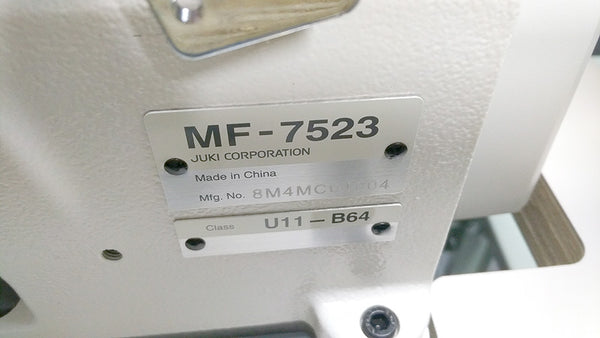 MF-7523
JUKI CORPORATION
Made in China
Mfg. No.
Class U11-B64